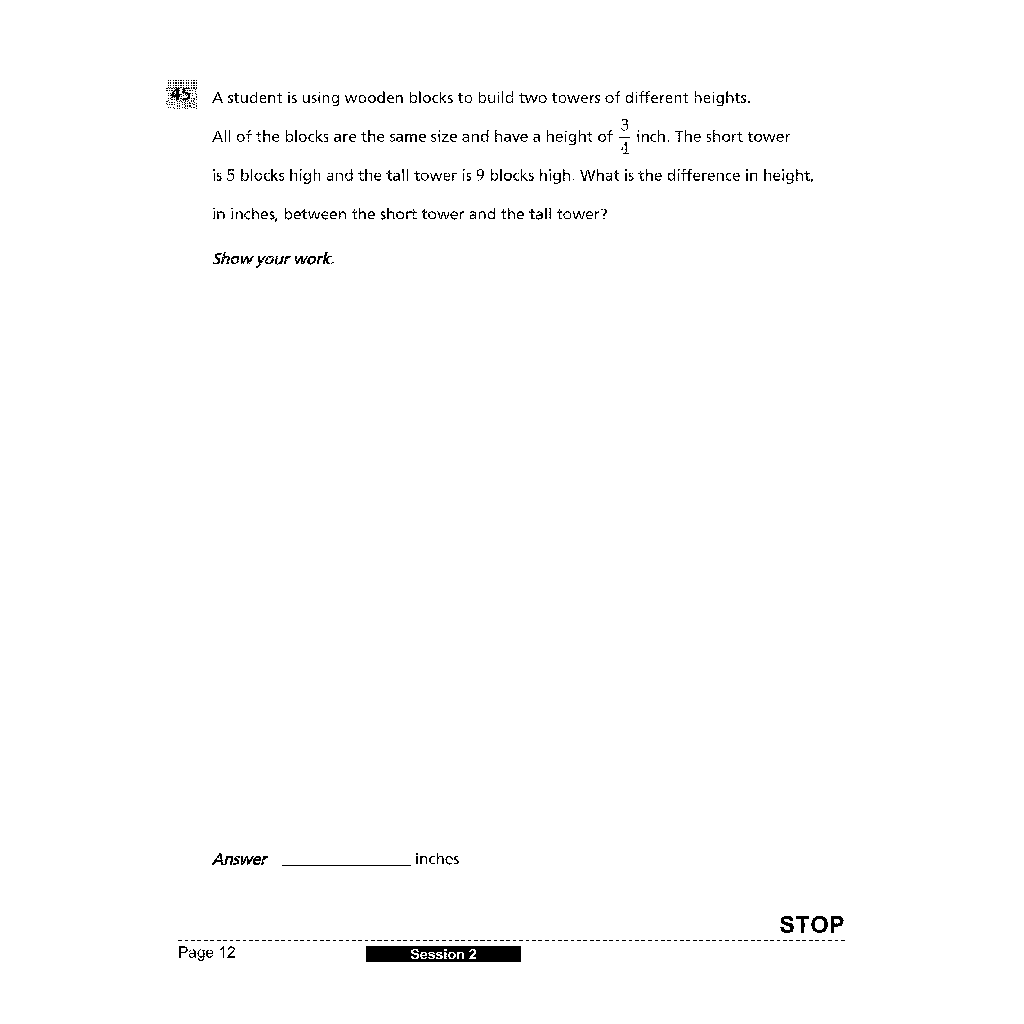 45 A student is using wooden blocks to build two towers of different heights.
All of the blocks are the same size and have a height of 3/4 inch. The short tower
is 5 blocks high and the tall tower is 9 blocks high. What is the difference in height,
in inches, between the short tower and the tall tower?
Show your work.
Answer ______________ inches
STOP
Page 12 Session 2